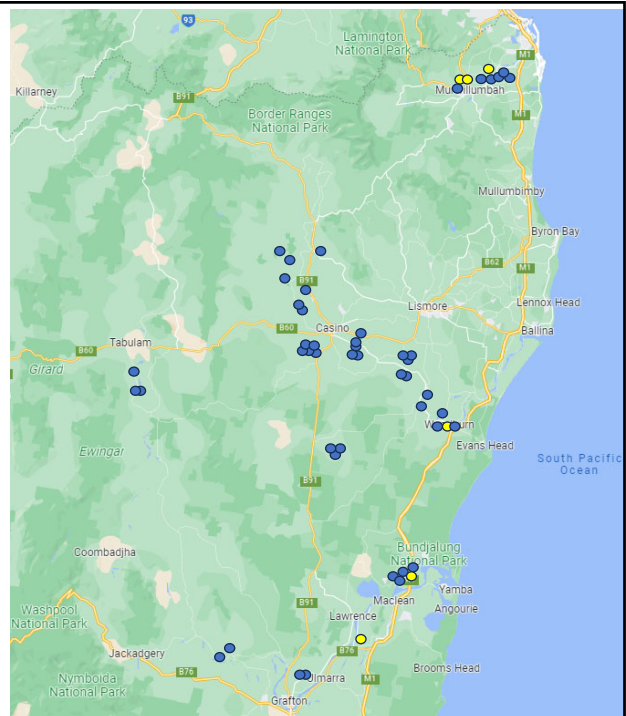 93
Lamington
National Park
M1
Killarney
B91
Border Ranges
National Park
M1
Mullumbimby
Byron Bay
B62
M1
B91
Lismore
Lennox Head
B60
Casino
Ballina
B60
Tabulam
Girard
Ewingar
Evans Head
South Pacific
Ocean
B91
Coombadjha
Bundjalung
National Park
Yamba
Maclean
Angourie
B91
Washpool
National Park
Lawrence
Jackadgery
B76
B76
Brooms Head
Nymboida
National Park
M1
Grafton